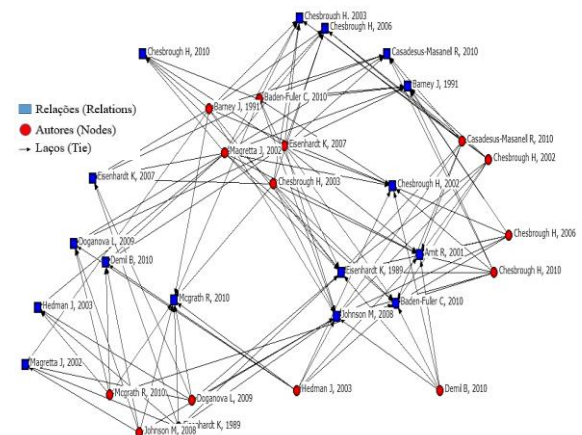 Chesbroudh H. 2003
Chesbrough H, 2006
Chesbrough H, 2010
Casadesus-Masanel R, 2010
Barney J, 1991
Baden-Fuler C, 2010
Barney J, 1991
Relações (Relations)
Autores (Nodes)
Laços (Tie)
Casadesus-Masanel R, 2010
Eisenhardt K, 2007
Magretta J, 2002
Chesbrough H, 2002
Eisenhardt K, 2007
Chesbrough H, 2003
Chesbrough H, 2002
Chesbrough H, 2006
Doganova L, 2009
Amit R, 2001
Demil B, 2010
Eisenhardt K, 1989
Chesbrough H, 2010
Hedman J, 2003
Mcgrath R, 2010
Baden-Fuler C, 2010
Johnson M, 2008
Magretta J, 2002
Mcgrath R, 2010
Doganova L, 2009
Hedman J, 2003
Demil B, 2010
Johnson M, 2008
Eisenhardt K, 1989